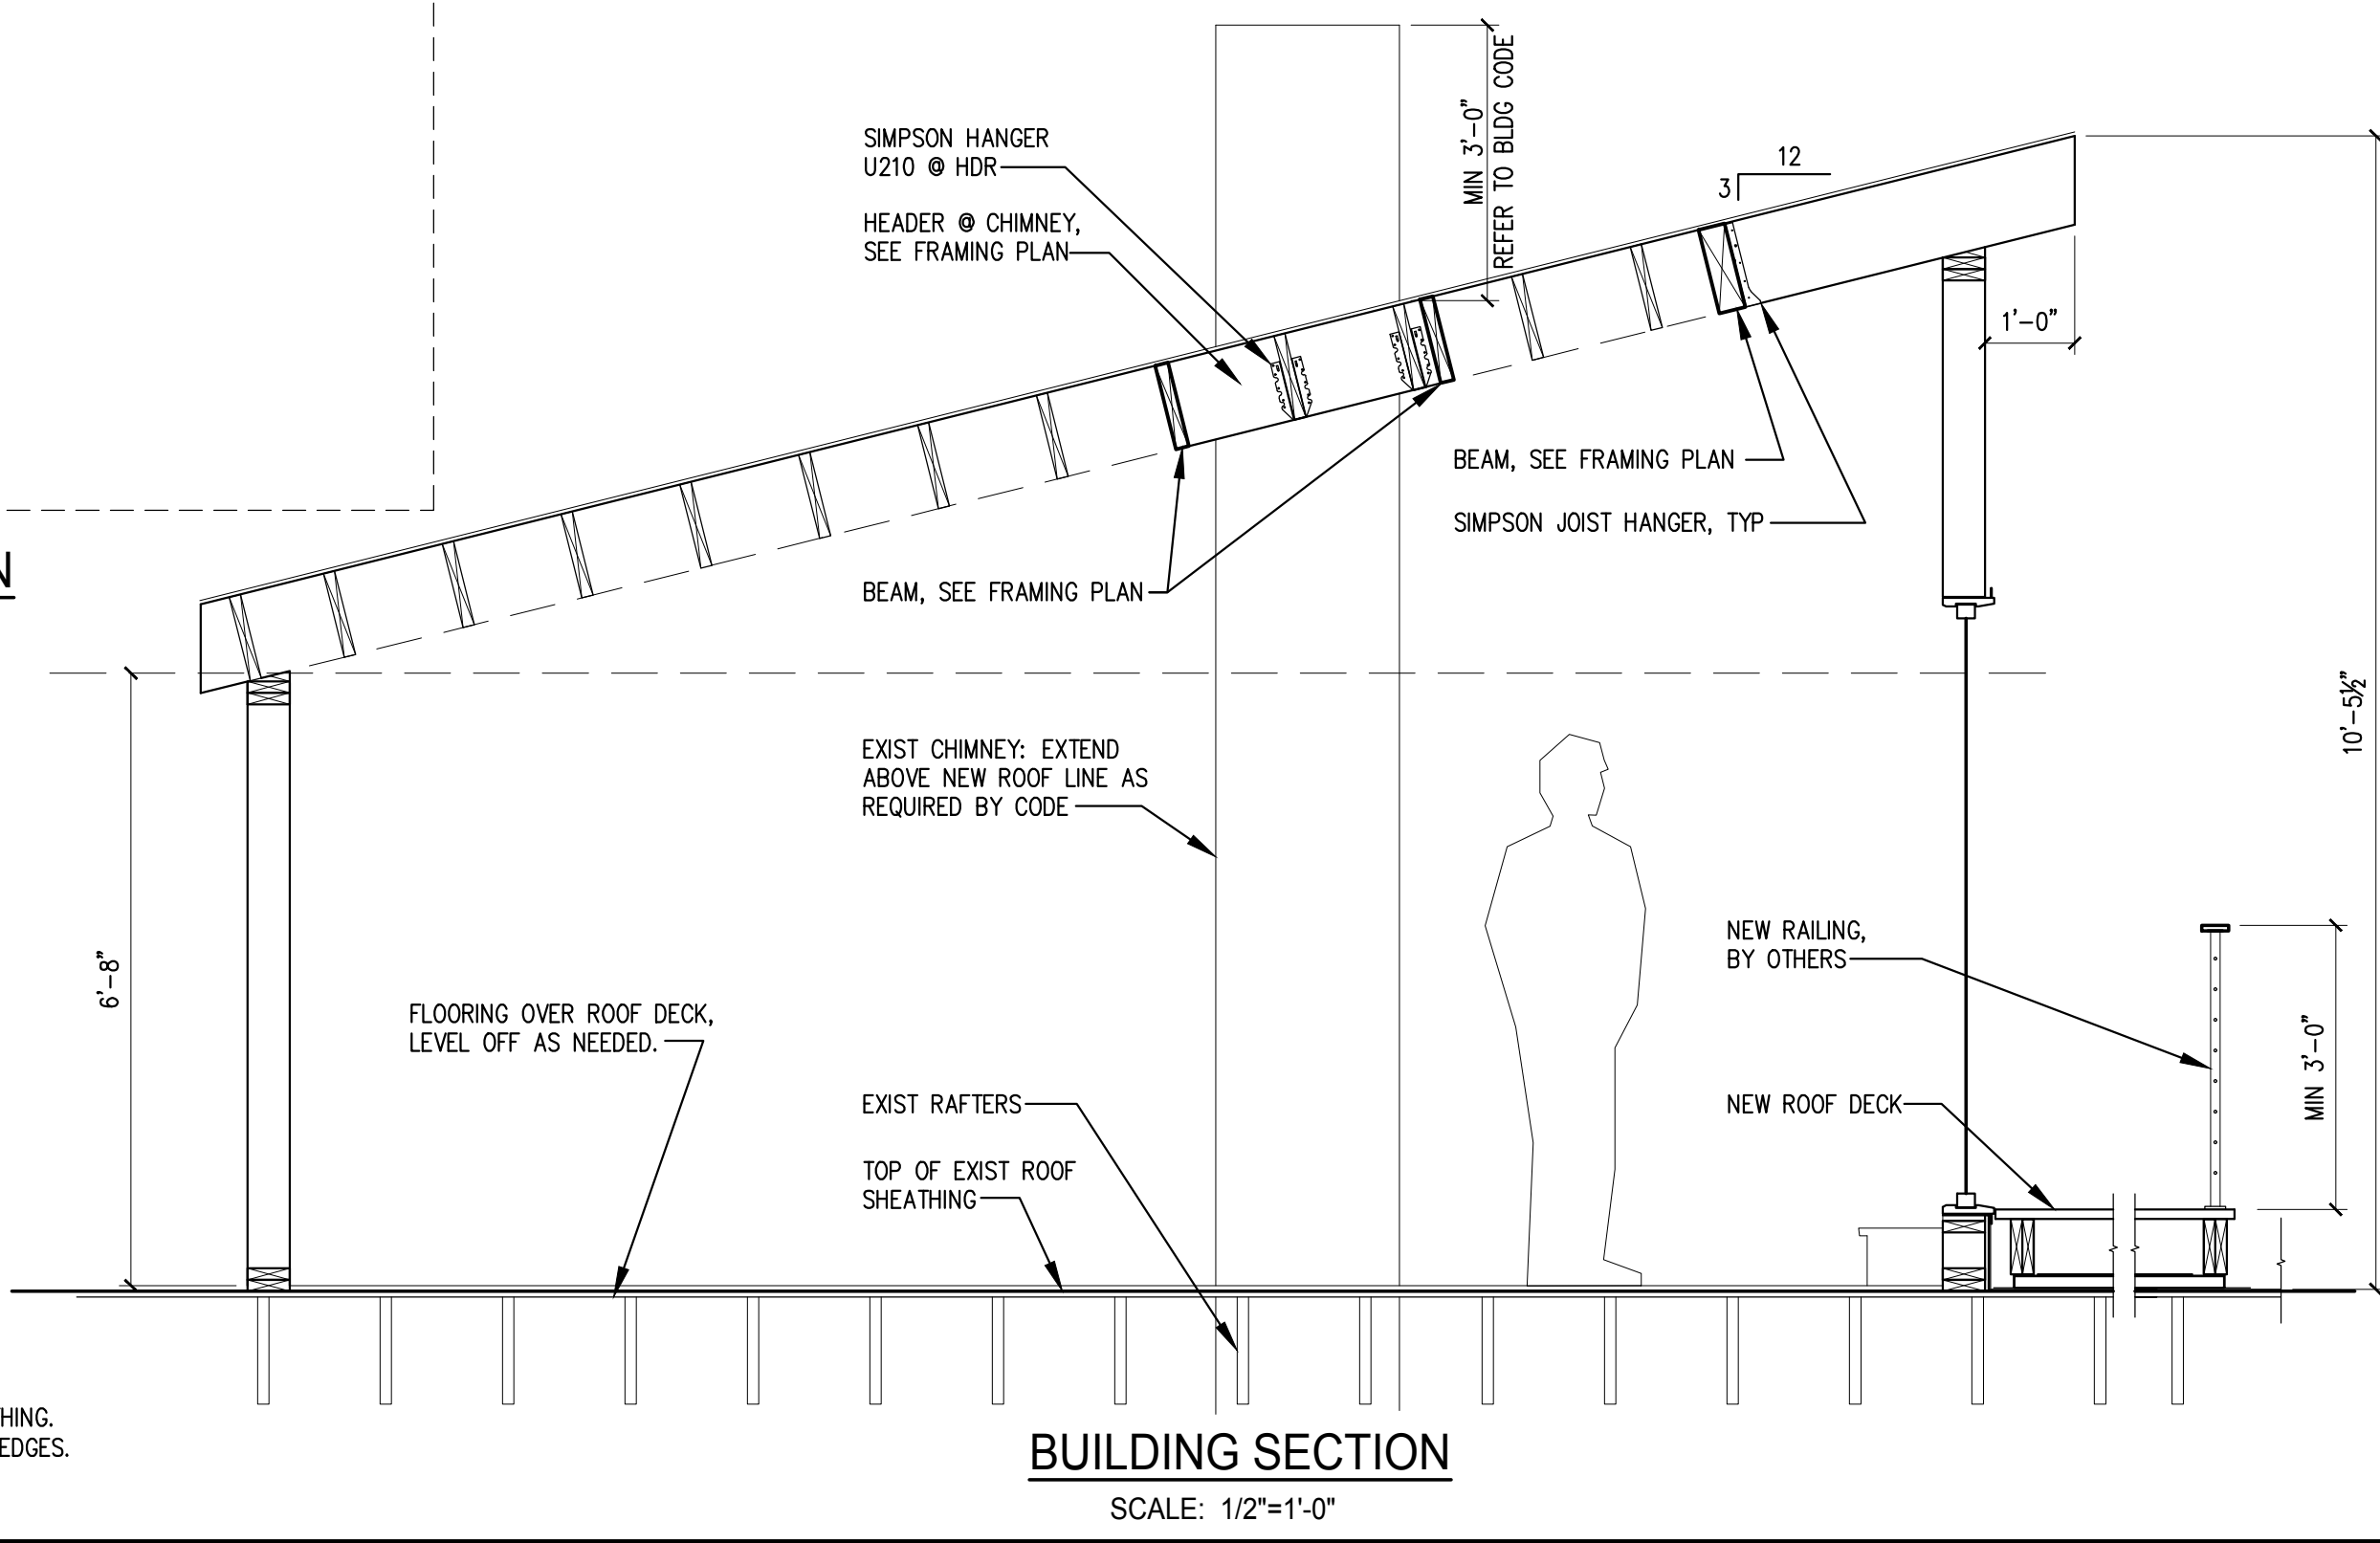 SIMPSON HANGER
U210 @ HDR
HEADER @ CHIMNEY,
SEE FRAMING PLAN
MIN 3'-0"
REFER TO BLDG CODE
12
3
1'-0"
BEAM, SEE FRAMING PLAN
SIMPSON JOIST HANGER, TYP
BEAM, SEE FRAMING PLAN
N
10'-5½"
6'-8"
EXIST CHIMNEY: EXTEND
ABOVE NEW ROOF LINE AS
REQUIRED BY CODE
NEW RAILING,
BY OTHERS
FLOORING OVER ROOF DECK,
LEVEL OFF AS NEEDED.
MIN 3'-0"
EXIST RAFTERS
NEW ROOF DECK
TOP OF EXIST ROOF
SHEATHING
HING.
EDGES.
BUILDING SECTION
SCALE: 1/2"=1'-0"